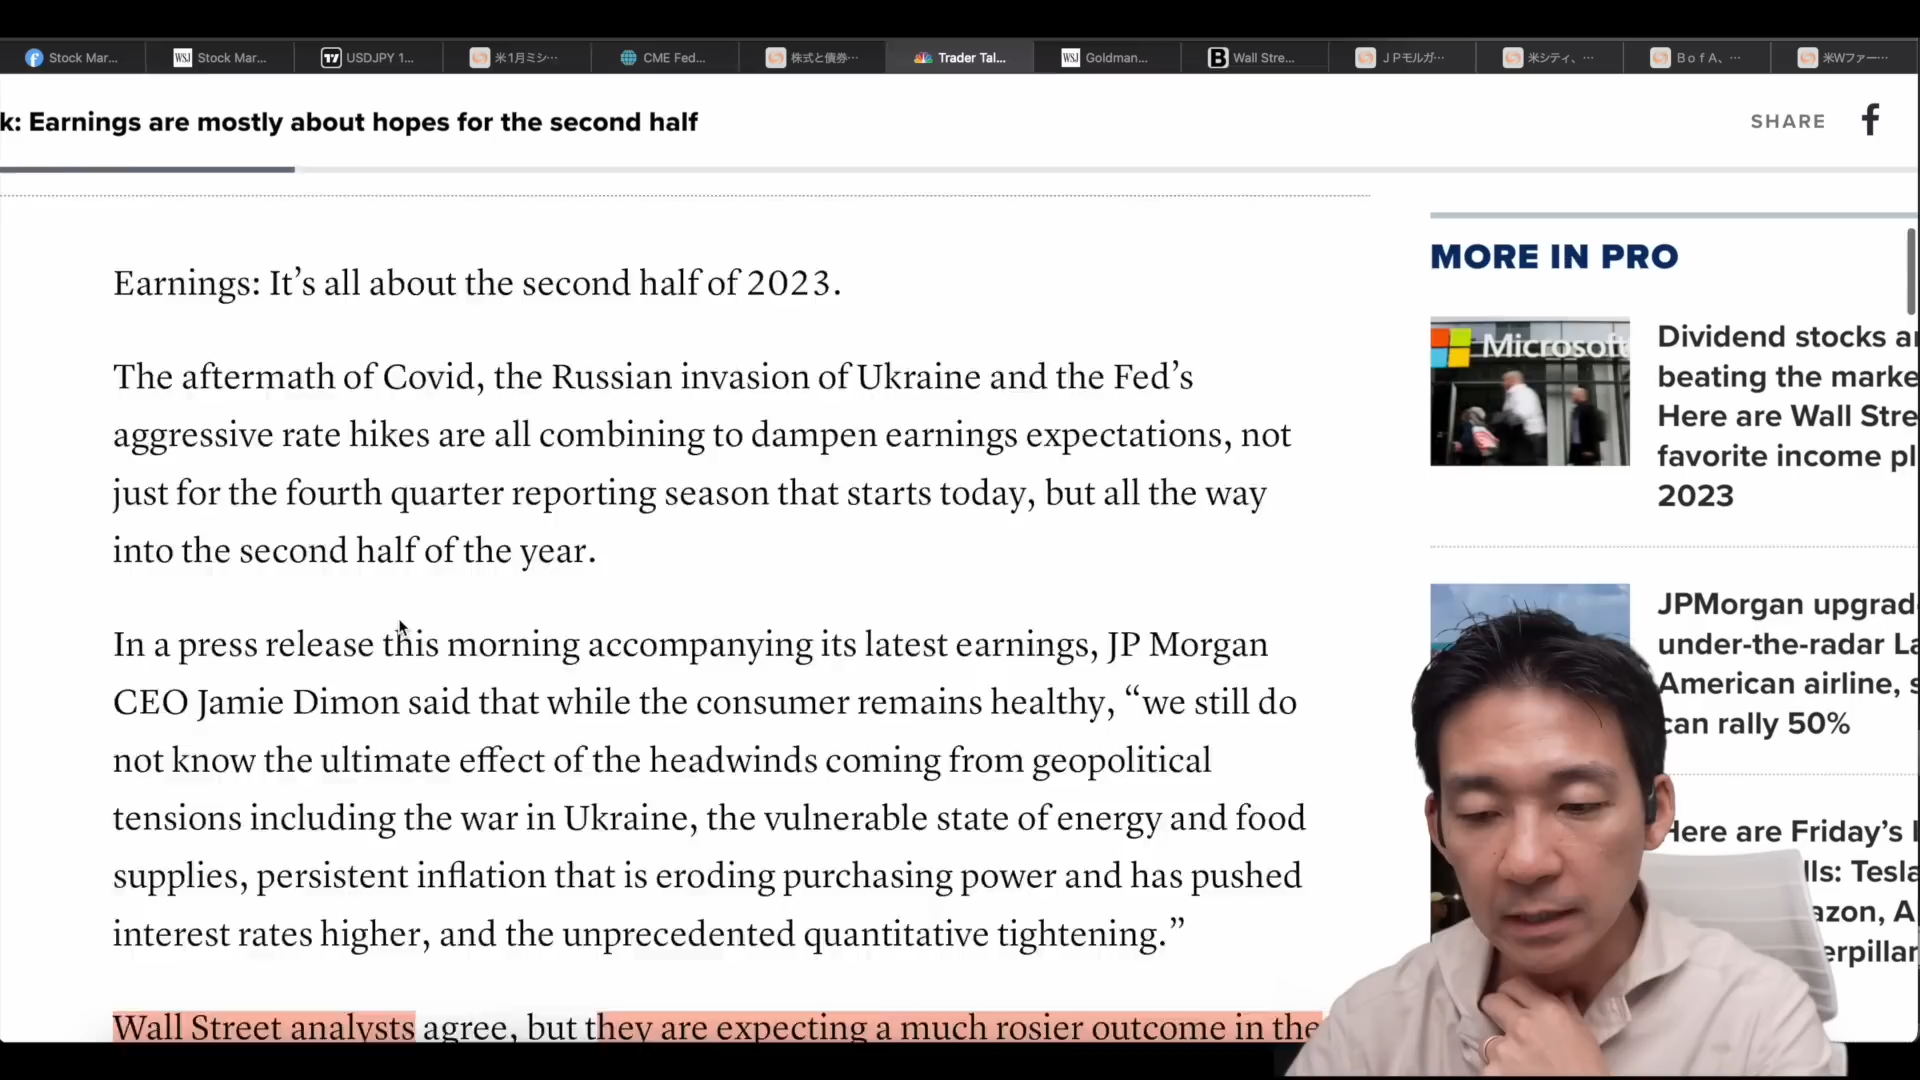 Stock Mar...
Stock Mar...
USDJPY 1...
米1月ミシ…
CME Fed...
株式と債券…
Trader Tal...
Goldman...
Wall Stre...
JPモルガ…
米シティ、…
BofA、…
米Wファー…
k: Earnings are mostly about hopes for the second half
SHARE
Earnings: It’s all about the second half of 2023.
The aftermath of Covid, the Russian invasion of Ukraine and the Fed’s
aggressive rate hikes are all combining to dampen earnings expectations, not
just for the fourth quarter reporting season that starts today, but all the way
into the second half of the year.
In a press release this morning accompanying its latest earnings, JP Morgan
CEO Jamie Dimon said that while the consumer remains healthy, “we still do
not know the ultimate effect of the headwinds coming from geopolitical
tensions including the war in Ukraine, the vulnerable state of energy and food
supplies, persistent inflation that is eroding purchasing power and has pushed
interest rates higher, and the unprecedented quantitative tightening.”
Wall Street analysts agree, but they are expecting a much rosier outcome in the
MORE IN PRO
Microsoft
Dividend stocks ar
beating the marke
Here are Wall Stre
favorite income pl
2023
JPMorgan upgrad
under-the-radar La
American airline, s
can rally 50%
Here are Friday’s
lls: Tesla
azon, A
erpillar